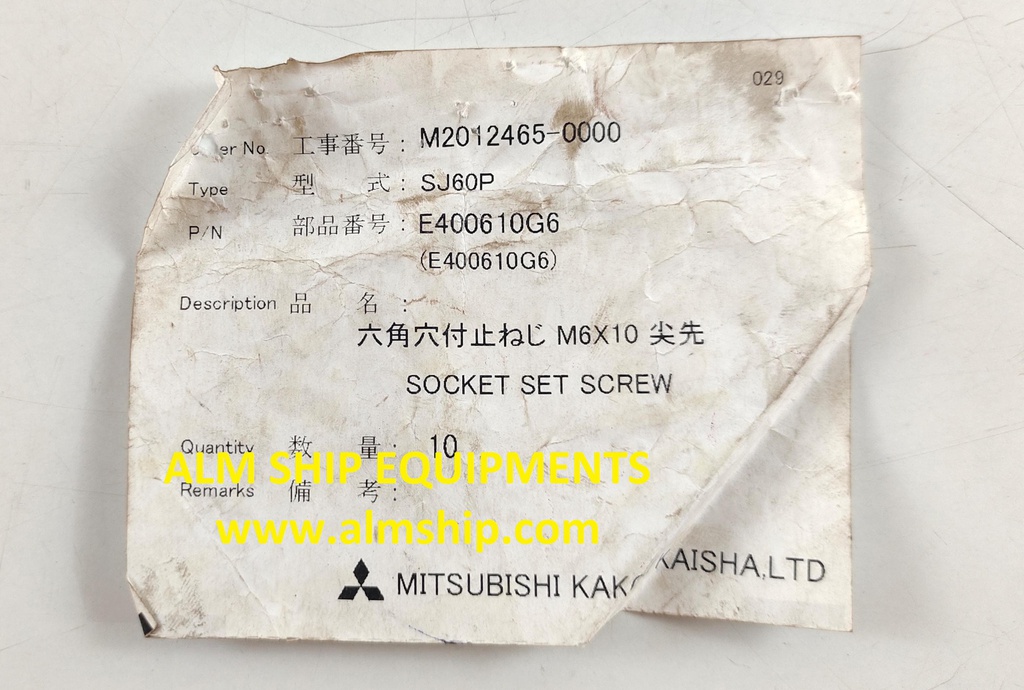 029
No 工事番号 : M2012465-0000
Type 型 式 : SJ60P
P/N 部品番号 : E400610G6
(E400610G6)
Description 品 名 :
六角穴付止ねじ M6X10 尖先
SOCKET SET SCREW
Quantity 数 量 : 10
ALM SHIP EQUIPMENTS
Remarks 備 考 :
www.almship.com
MITSUBISHI KAKO KAISHA,LTD